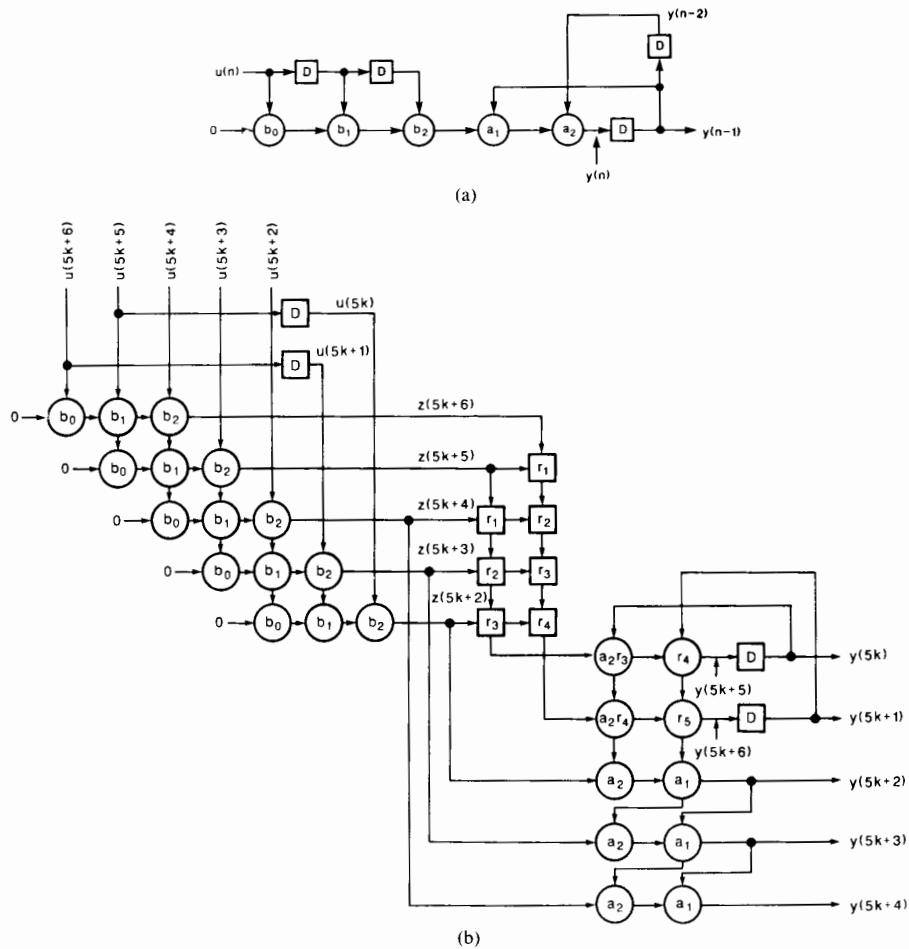 y(n-2)
D
u(n) D D
0 b₀ b₁ b₂ a₁ a₂ D y(n-1)
y(n)
(a)
u(5k+6) u(5k+5) u(5k+4) u(5k+3) u(5k+2)
D u(5k)
D u(5k+1)
0 b₀ b₁ b₂ z(5k+6)
0 b₀ b₁ b₂ z(5k+5) r₁
0 b₀ b₁ b₂ z(5k+4) r₁ r₂
0 b₀ b₁ b₂ z(5k+3) r₂ r₃
0 b₀ b₁ b₂ z(5k+2) r₃ r₄
a₂r₃ r₄ D y(5k)
y(5k+5)
a₂r₄ r₅ D y(5k+1)
y(5k+6)
a₂ a₁ y(5k+2)
a₂ a₁ y(5k+3)
a₂ a₁ y(5k+4)
(b)